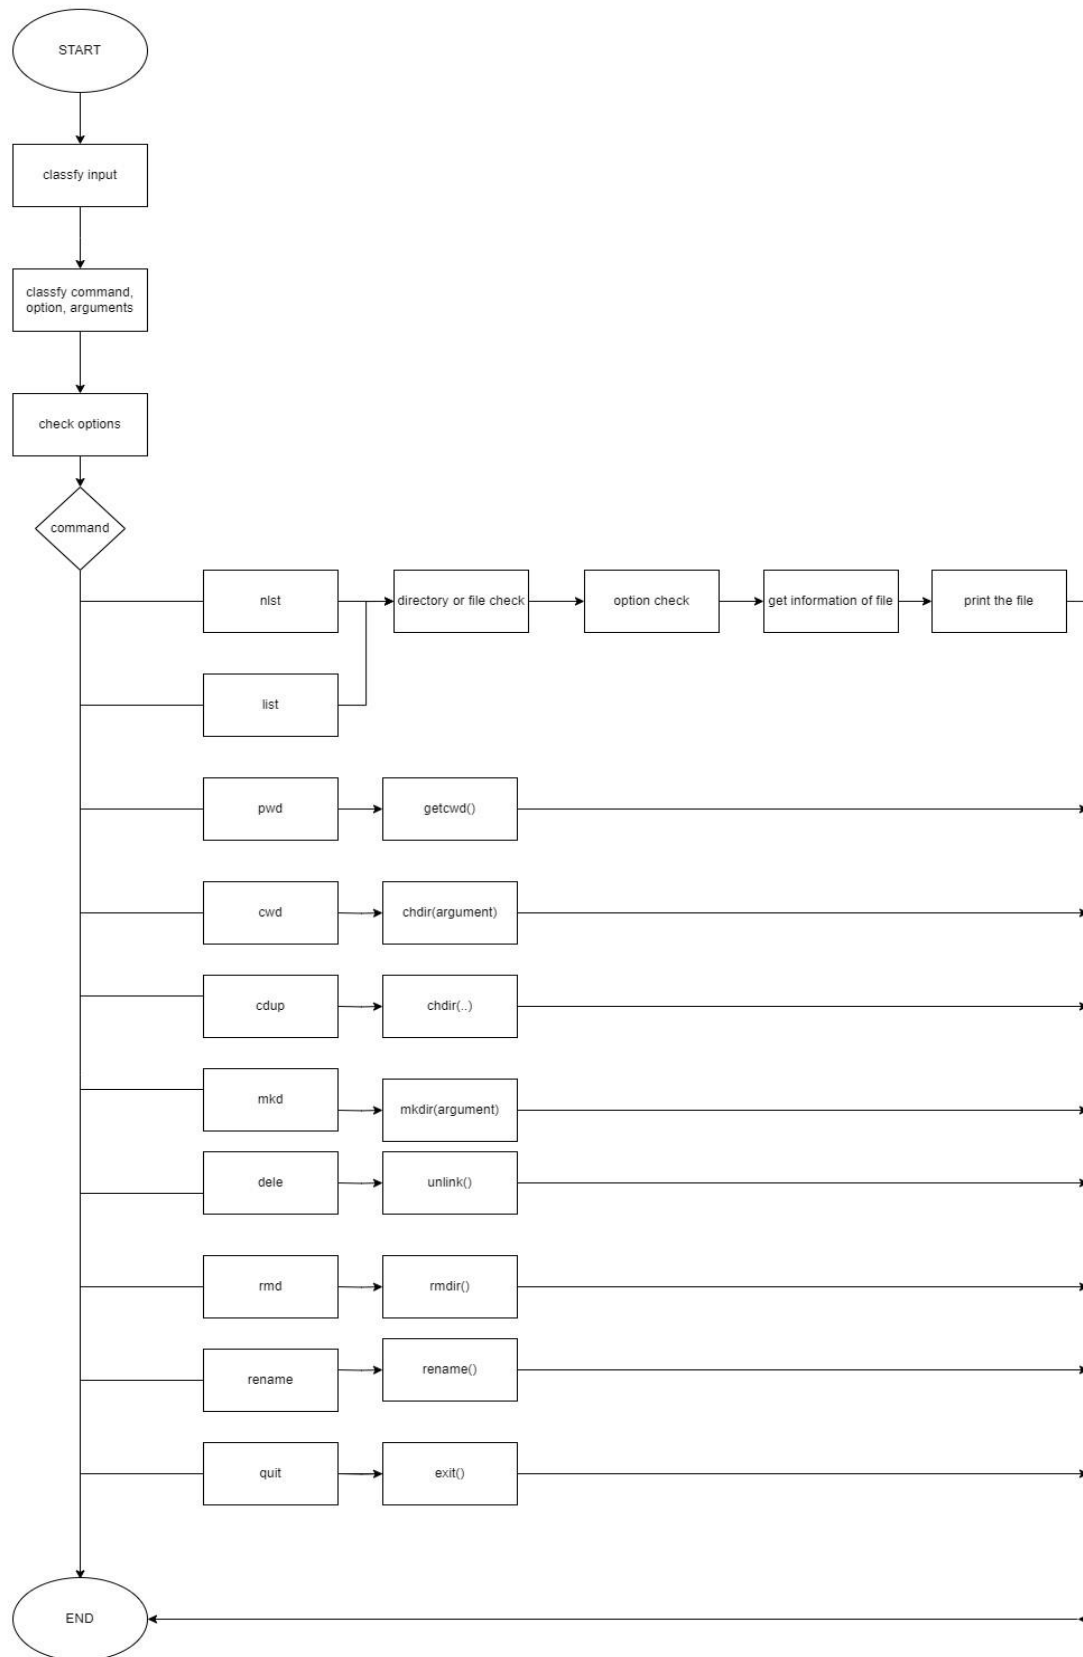 START
classfy input
classfy command,
option, arguments
check options
command
nlst
directory or file check
option check
get information of file
print the file
list
pwd
getcwd()
cwd
chdir(argument)
cdup
chdir(..)
mkd
mkdir(argument)
dele
unlink()
rmd
rmdir()
rename
rename()
quit
exit()
END